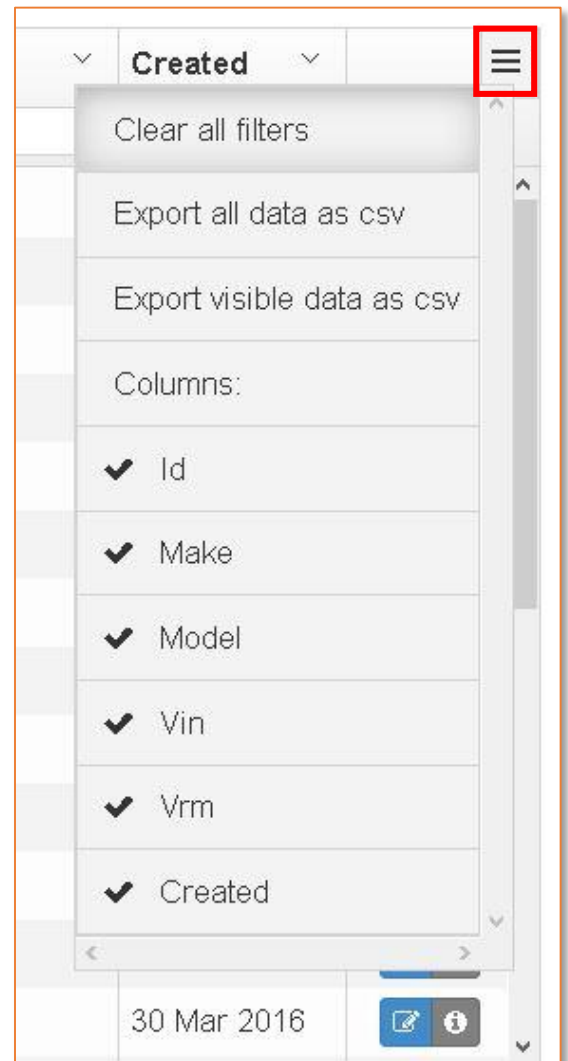 Created
Clear all filters
Export all data as csv
Export visible data as csv
Columns:
Id
Make
Model
Vin
Vrm
Created
30 Mar 2016